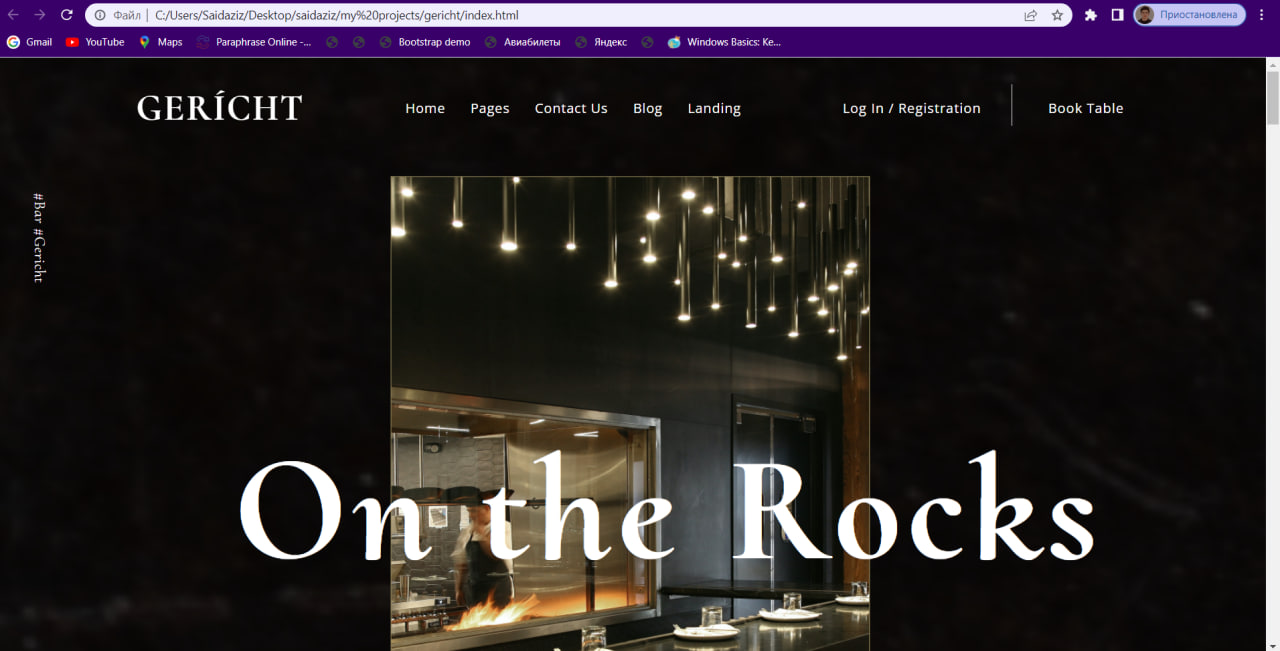 Файл | C:/Users/Saidaziz/Desktop/saidaziz/my%20projects/gericht/index.html
Приостановлена
Gmail YouTube Maps Paraphrase Online -... Bootstrap demo Авиабилеты Яндекс Windows Basics: Ke...
GERÍCHT Home Pages Contact Us Blog Landing Log In / Registration Book Table
#Bar #Gericht
On the Rocks